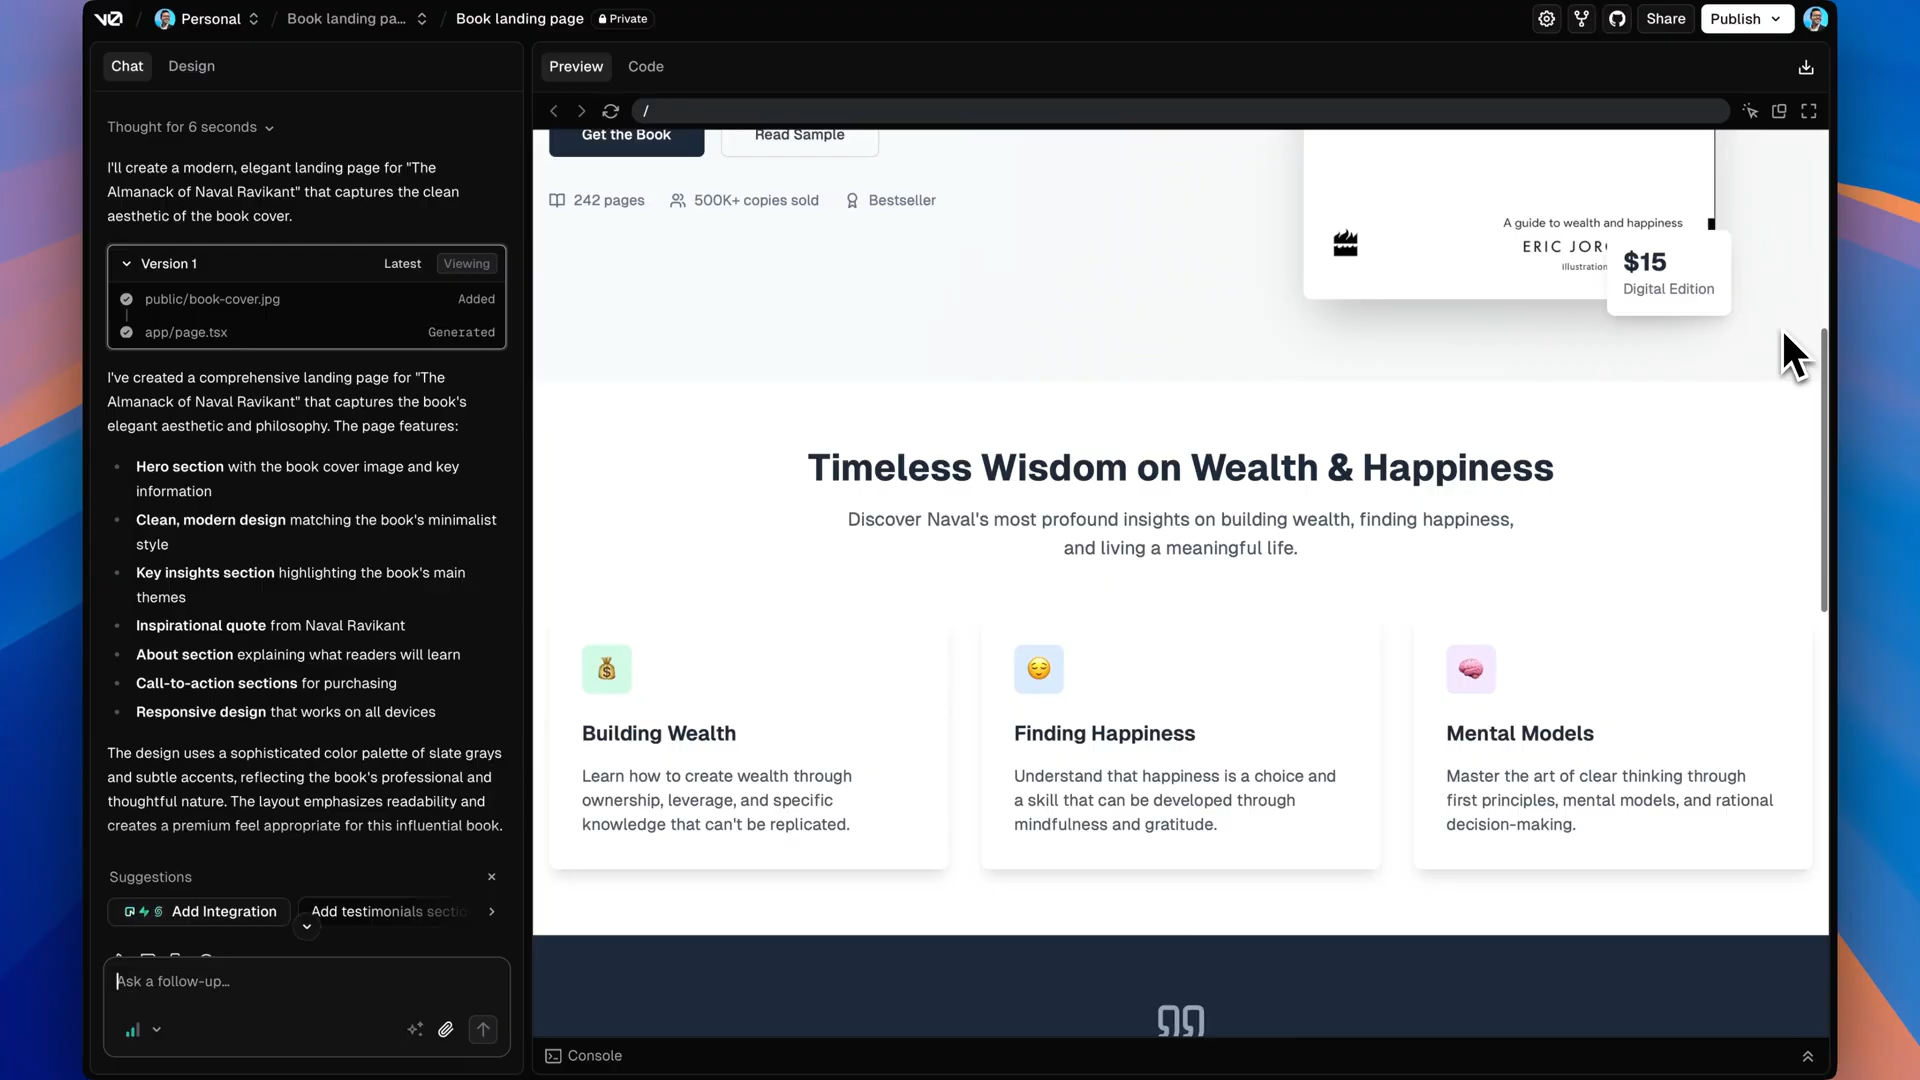 v0
/
Personal
/
Book landing pa...
/
Book landing page
Private
Share
Publish
Chat
Design
Thought for 6 seconds
I'll create a modern, elegant landing page for "The
Almanack of Naval Ravikant" that captures the clean
aesthetic of the book cover.
Version 1
Latest
Viewing
public/book-cover.jpg
Added
app/page.tsx
Generated
I've created a comprehensive landing page for "The
Almanack of Naval Ravikant" that captures the book's
elegant aesthetic and philosophy. The page features:
• Hero section with the book cover image and key
information
• Clean, modern design matching the book's minimalist
style
• Key insights section highlighting the book's main
themes
• Inspirational quote from Naval Ravikant
• About section explaining what readers will learn
• Call-to-action sections for purchasing
• Responsive design that works on all devices
The design uses a sophisticated color palette of slate grays
and subtle accents, reflecting the book's professional and
thoughtful nature. The layout emphasizes readability and
creates a premium feel appropriate for this influential book.
Suggestions
Add Integration
Add testimonials sectio
Ask a follow-up...
Preview
Code
/
Get the Book
Read Sample
242 pages
500K+ copies sold
Bestseller
A guide to wealth and happiness
ERIC JOR
Illustration
$15
Digital Edition
Timeless Wisdom on Wealth & Happiness
Discover Naval's most profound insights on building wealth, finding happiness,
and living a meaningful life.
Building Wealth
Learn how to create wealth through
ownership, leverage, and specific
knowledge that can't be replicated.
Finding Happiness
Understand that happiness is a choice and
a skill that can be developed through
mindfulness and gratitude.
Mental Models
Master the art of clear thinking through
first principles, mental models, and rational
decision-making.
Console